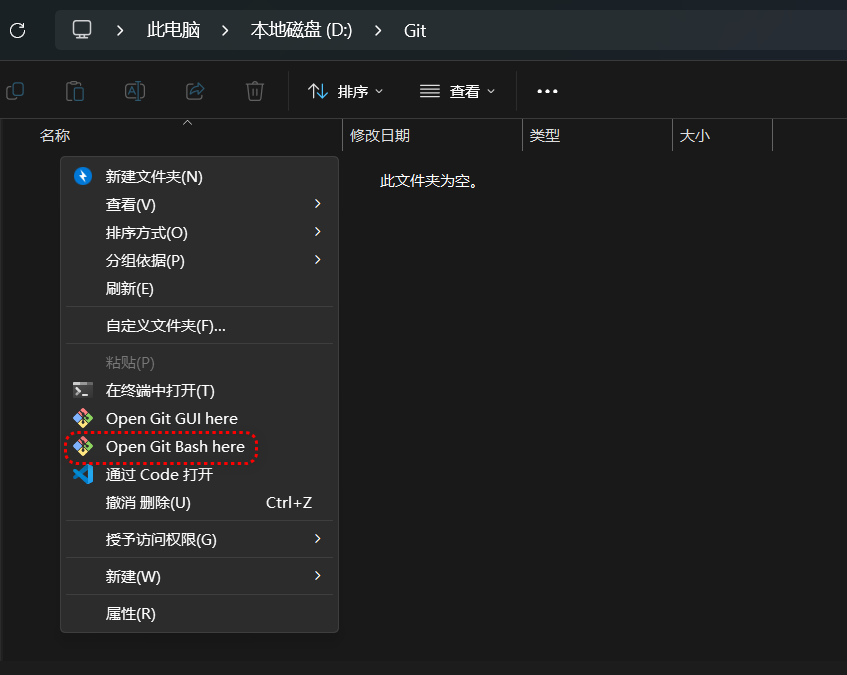 此电脑 本地磁盘 (D:) Git
排序 查看
名称 修改日期 类型 大小
此文件夹为空。
新建文件夹(N)
查看(V)
排序方式(O)
分组依据(P)
刷新(E)
自定义文件夹(F)...
粘贴(P)
在终端中打开(T)
Open Git GUI here
Open Git Bash here
通过 Code 打开
撤消 删除(U) Ctrl+Z
授予访问权限(G)
新建(W)
属性(R)